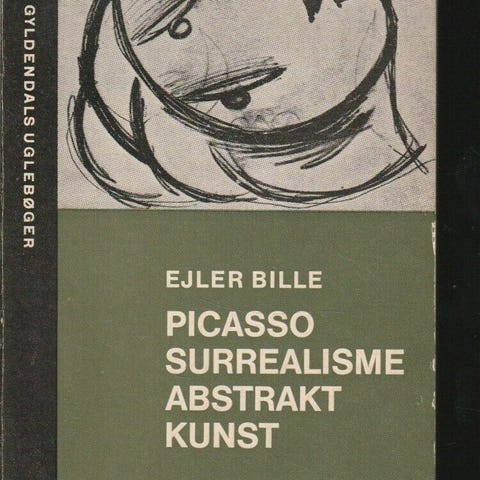 GYLDENDALS UGLEBØGER
EJLER BILLE
PICASSO
SURREALISME
ABSTRAKT
KUNST